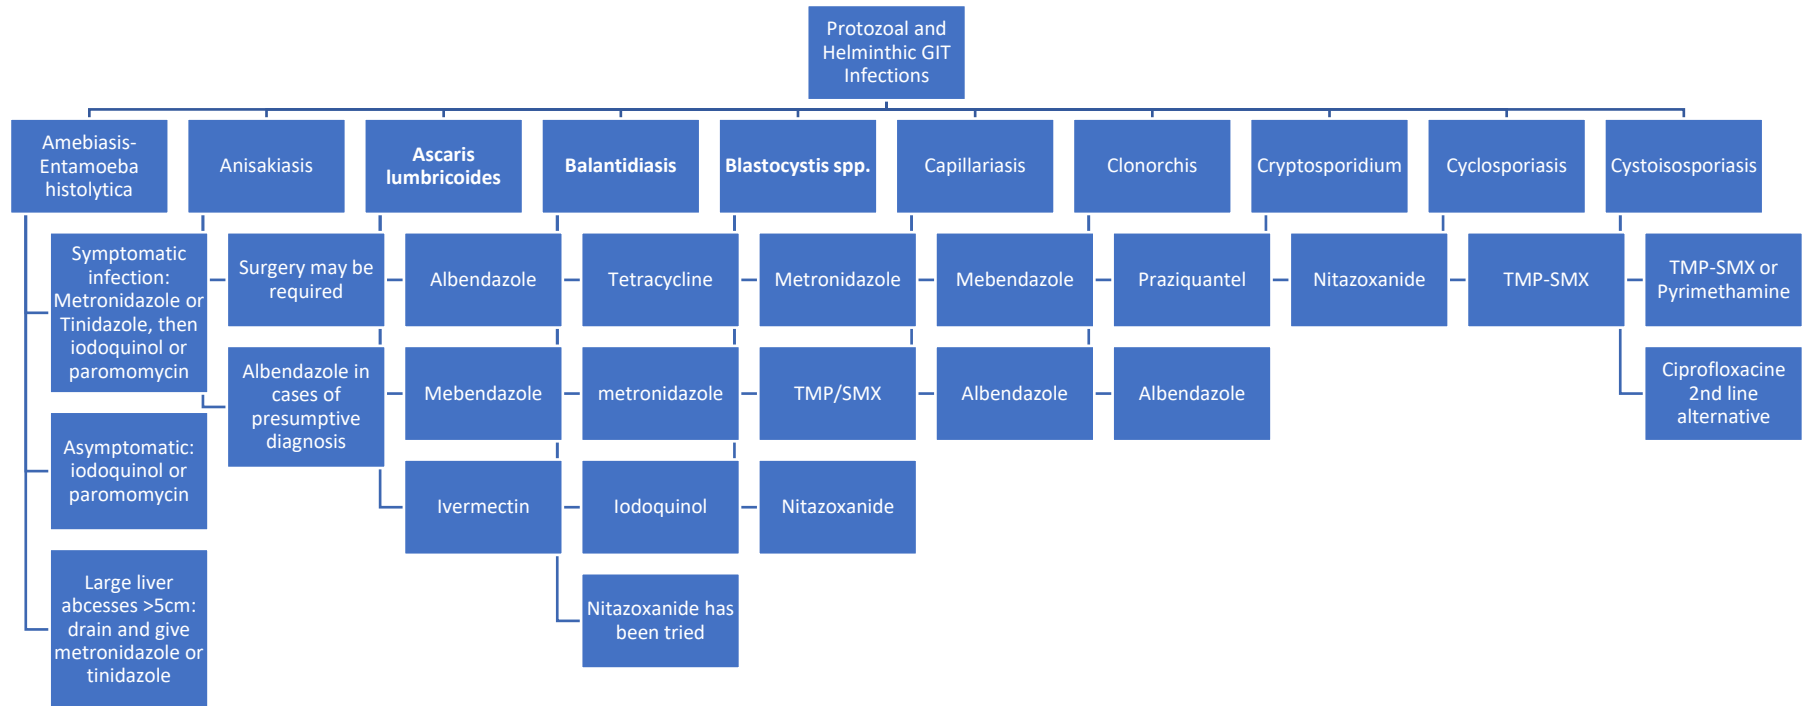 Protozoal and
Helminthic GIT
Infections
Amebiasis-
Entamoeba
histolytica
Symptomatic
infection:
Metronidazole or
Tinidazole, then
iodoquinol or
paromomycin
Asymptomatic:
iodoquinol or
paromomycin
Large liver
abcesses >5cm:
drain and give
metronidazole or
tinidazole
Anisakiasis
Surgery may be
required
Albendazole in
cases of
presumptive
diagnosis
Ascaris
lumbricoides
Albendazole
Mebendazole
Ivermectin
Balantidiasis
Tetracycline
metronidazole
Iodoquinol
Nitazoxanide has
been tried
Blastocystis spp.
Metronidazole
TMP/SMX
Nitazoxanide
Capillariasis
Mebendazole
Albendazole
Clonorchis
Praziquantel
Albendazole
Cryptosporidium
Nitazoxanide
Cyclosporiasis
TMP-SMX
Cystoisosporiasis
TMP-SMX or
Pyrimethamine
Ciprofloxacine
2nd line
alternative